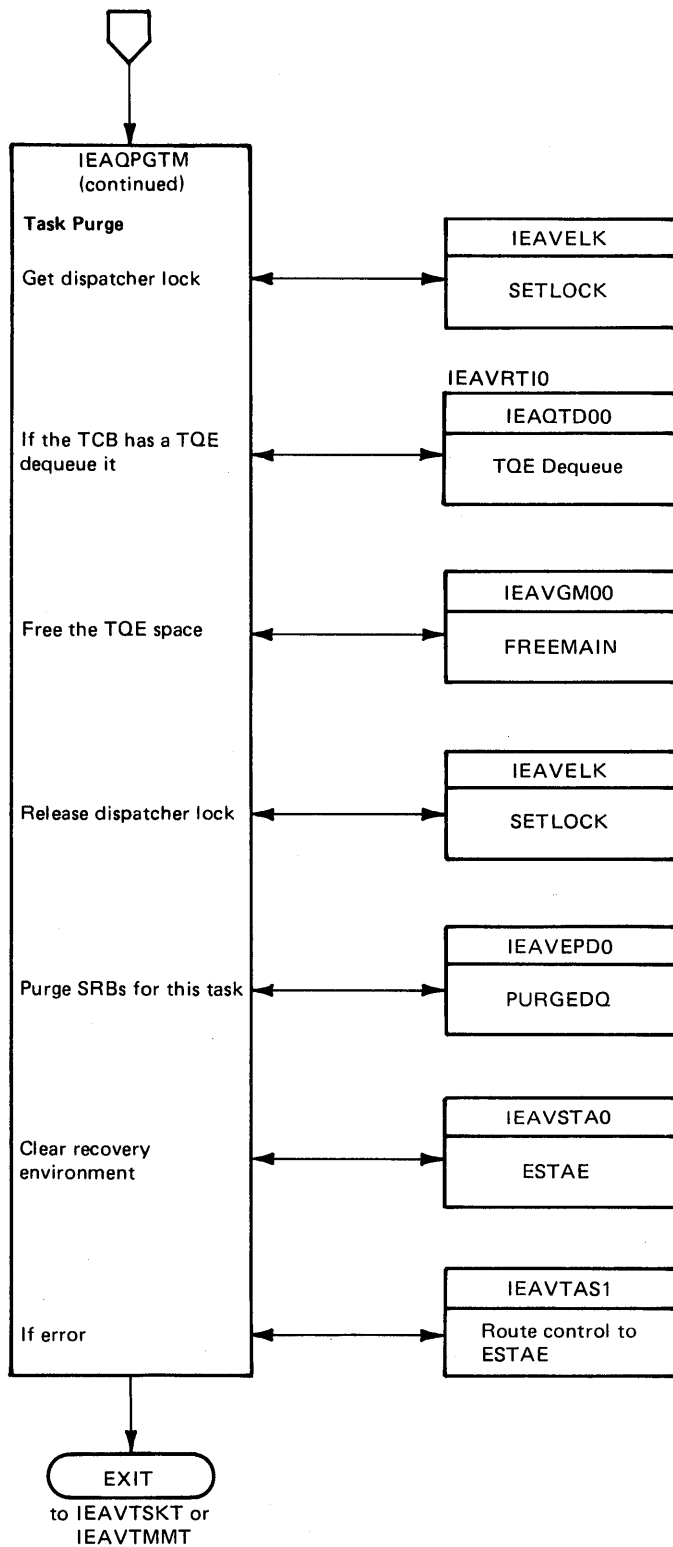 IEAQPGTM
(continued)
Task Purge
Get dispatcher lock
IEAVELK
SETLOCK
IEAVRTI0
If the TCB has a TQE
dequeue it
IEAQTD00
TQE Dequeue
Free the TQE space
IEAVGM00
FREEMAIN
Release dispatcher lock
IEAVELK
SETLOCK
Purge SRBs for this task
IEAVEPD0
PURGEDQ
Clear recovery
environment
IEAVSTA0
ESTAE
If error
IEAVTAS1
Route control to
ESTAE
EXIT
to IEAVTSKT or
IEAVTMMT